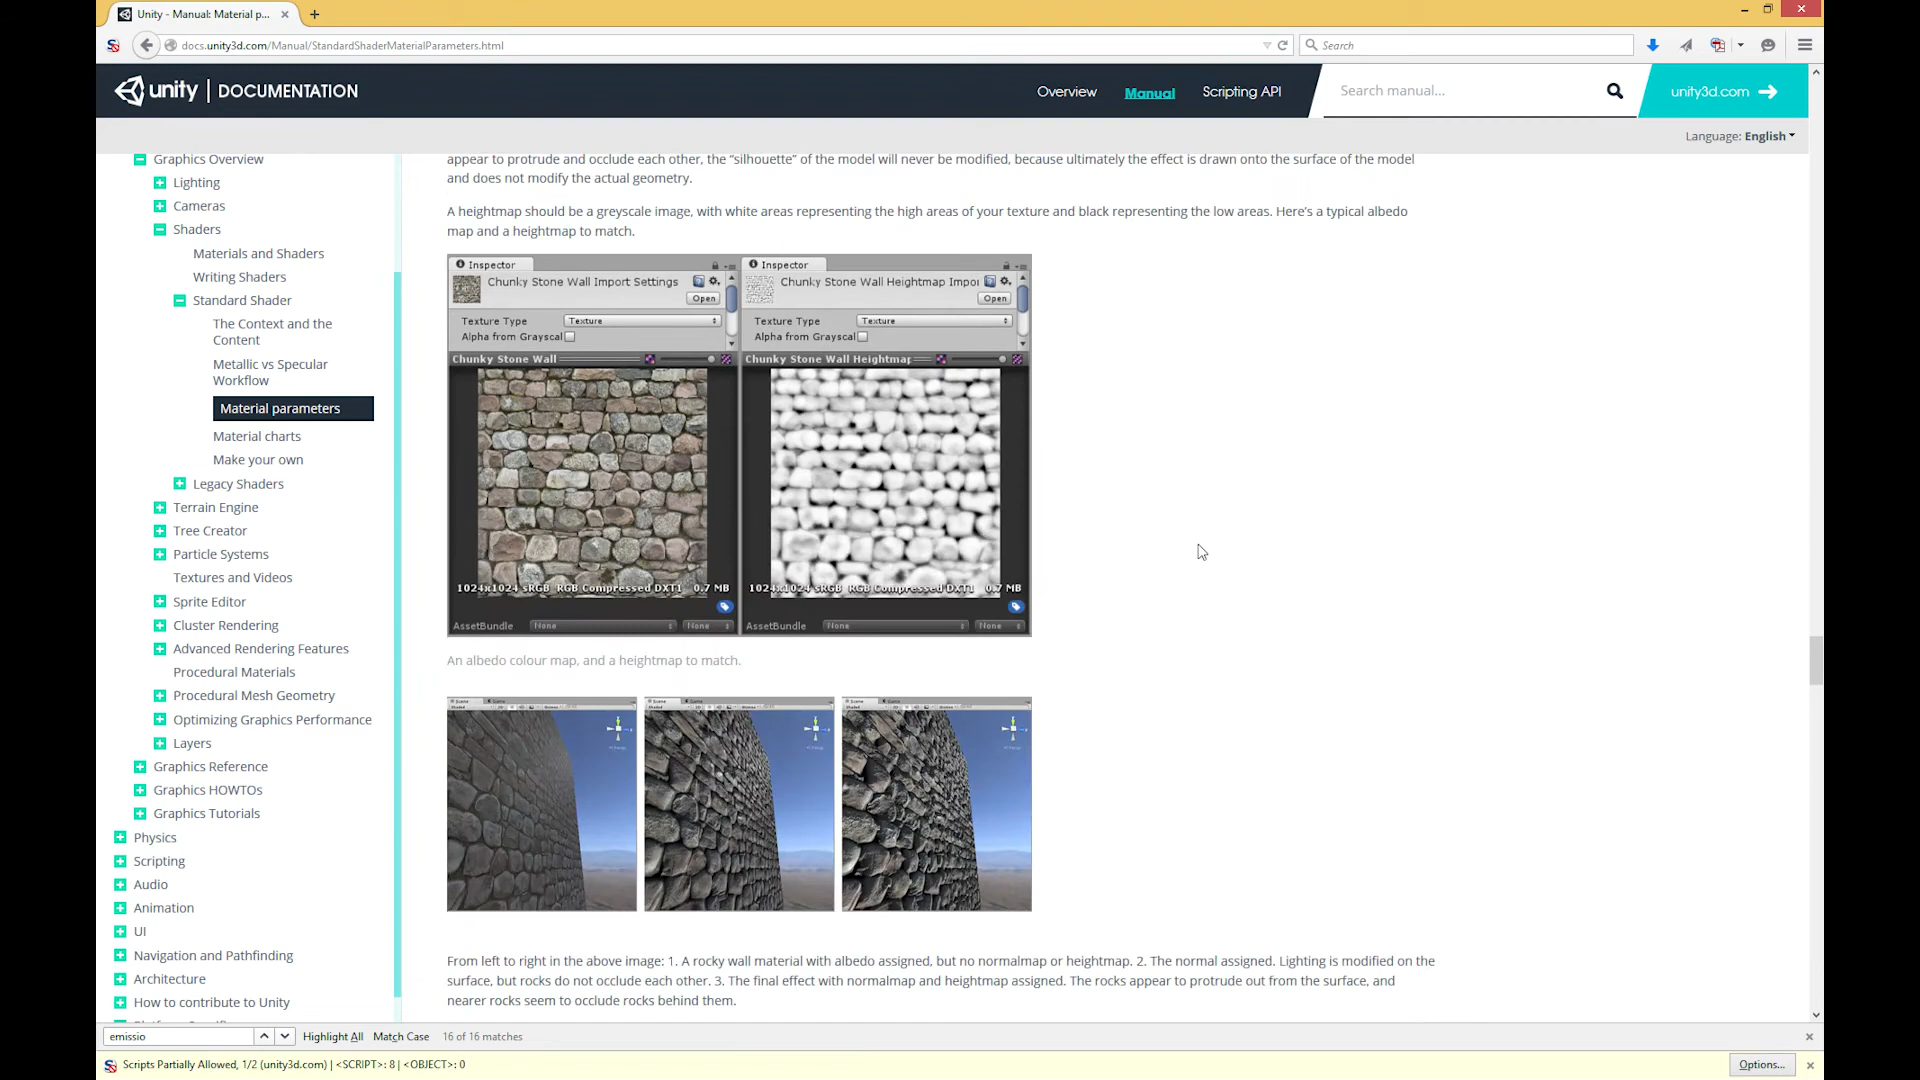 Unity - Manual: Material p...
docs.unity3d.com/Manual/StandardShaderMaterialParameters.html
Search
unity | DOCUMENTATION
Overview
Manual
Scripting API
Search manual...
unity3d.com
Language: English
Graphics Overview
Lighting
Cameras
Shaders
Materials and Shaders
Writing Shaders
Standard Shader
The Context and the
Content
Metallic vs Specular
Workflow
Material parameters
Material charts
Make your own
Legacy Shaders
Terrain Engine
Tree Creator
Particle Systems
Textures and Videos
Sprite Editor
Cluster Rendering
Advanced Rendering Features
Procedural Materials
Procedural Mesh Geometry
Optimizing Graphics Performance
Layers
Graphics Reference
Graphics HOWTOs
Graphics Tutorials
Physics
Scripting
Audio
Animation
UI
Navigation and Pathfinding
Architecture
How to contribute to Unity
appear to protrude and occlude each other, the “silhouette” of the model will never be modified, because ultimately the effect is drawn onto the surface of the model
and does not modify the actual geometry.
A heightmap should be a greyscale image, with white areas representing the high areas of your texture and black representing the low areas. Here’s a typical albedo
map and a heightmap to match.
Inspector
Chunky Stone Wall Import Settings
Open
Texture Type Texture
Alpha from Grayscal
Chunky Stone Wall
1024x1024 sRGB RGB Compressed DXT1 0.7 MB
AssetBundle None None
Inspector
Chunky Stone Wall Heightmap Impor
Open
Texture Type Texture
Alpha from Grayscal
Chunky Stone Wall Heightmap
1024x1024 sRGB RGB Compressed DXT1 0.7 MB
AssetBundle None None
An albedo colour map, and a heightmap to match.
From left to right in the above image: 1. A rocky wall material with albedo assigned, but no normalmap or heightmap. 2. The normal assigned. Lighting is modified on the
surface, but rocks do not occlude each other. 3. The final effect with normalmap and heightmap assigned. The rocks appear to protrude out from the surface, and
nearer rocks seem to occlude rocks behind them.
emissio
Highlight All
Match Case
16 of 16 matches
Scripts Partially Allowed, 1/2 (unity3d.com) | <SCRIPT>: 8 | <OBJECT>: 0
Options...